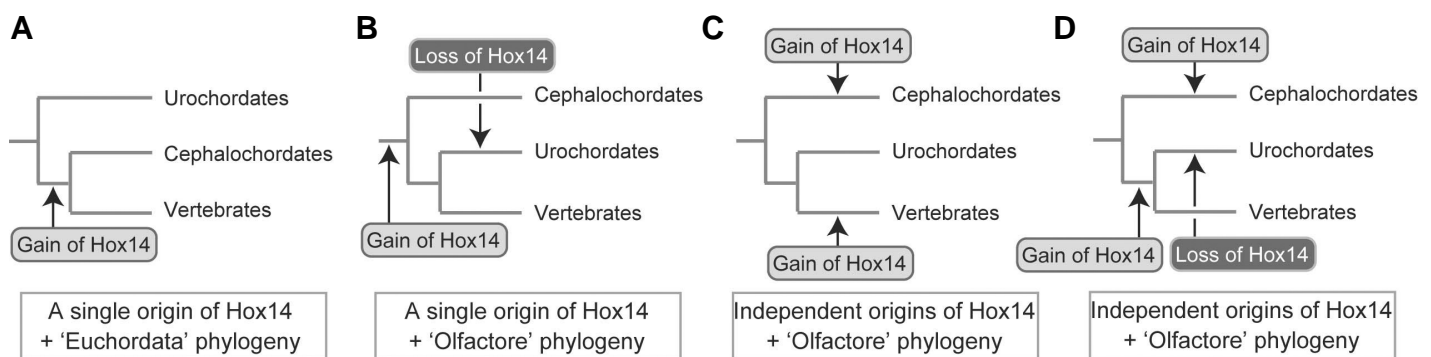 A
Urochordates
Cephalochordates
Vertebrates
Gain of Hox14
A single origin of Hox14
+ ‘Euchordata’ phylogeny
B
Loss of Hox14
Cephalochordates
Urochordates
Vertebrates
Gain of Hox14
A single origin of Hox14
+ ‘Olfactore’ phylogeny
C
Gain of Hox14
Cephalochordates
Urochordates
Vertebrates
Gain of Hox14
Independent origins of Hox14
+ ‘Olfactore’ phylogeny
D
Gain of Hox14
Cephalochordates
Urochordates
Vertebrates
Gain of Hox14
Loss of Hox14
Independent origins of Hox14
+ ‘Olfactore’ phylogeny